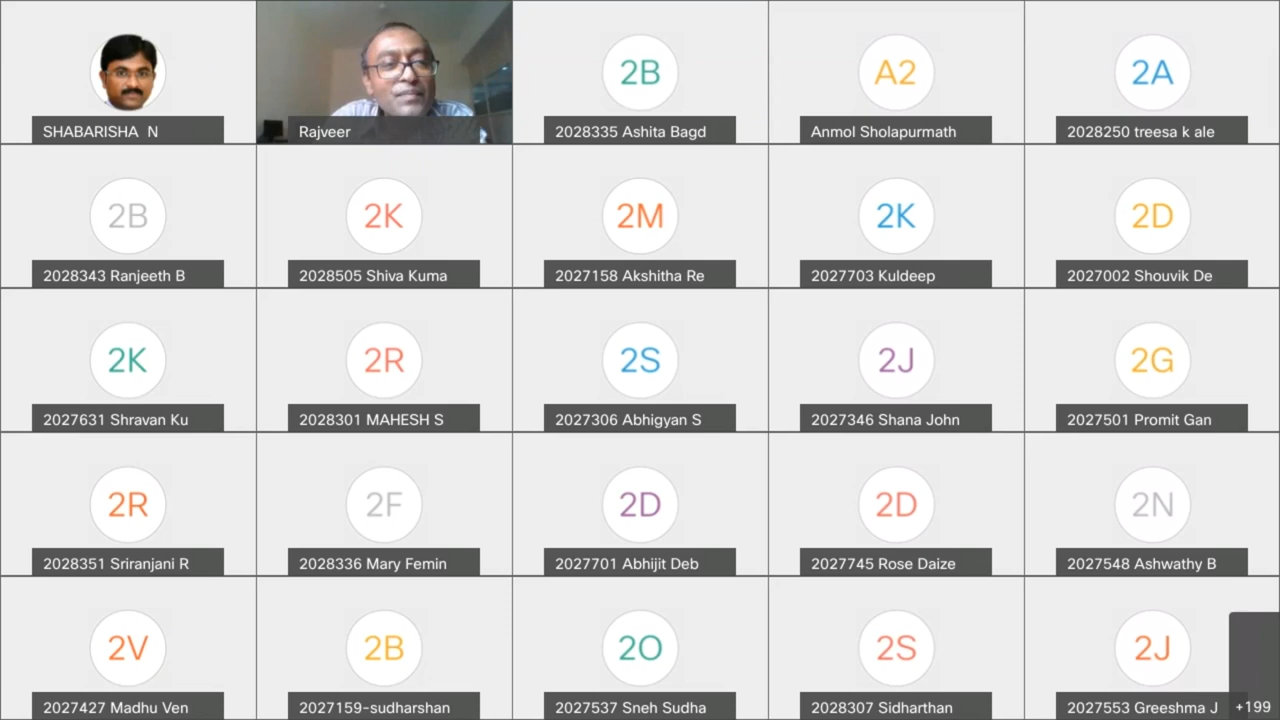 SHABARISHA N
Rajveer
2B
2028335 Ashita Bagd
A2
Anmol Sholapurmath
2A
2028250 treesa k ale
2B
2028343 Ranjeeth B
2K
2028505 Shiva Kuma
2M
2027158 Akshitha Re
2K
2027703 Kuldeep
2D
2027002 Shouvik De
2K
2027631 Shravan Ku
2R
2028301 MAHESH S
2S
2027306 Abhigyan S
2J
2027346 Shana John
2G
2027501 Promit Gan
2R
2028351 Sriranjani R
2F
2028336 Mary Femin
2D
2027701 Abhijit Deb
2D
2027745 Rose Daize
2N
2027548 Ashwathy B
2V
2027427 Madhu Ven
2B
2027159-sudharshan
2O
2027537 Sneh Sudha
2S
2028307 Sidharthan
2J
2027553 Greeshma J
+199